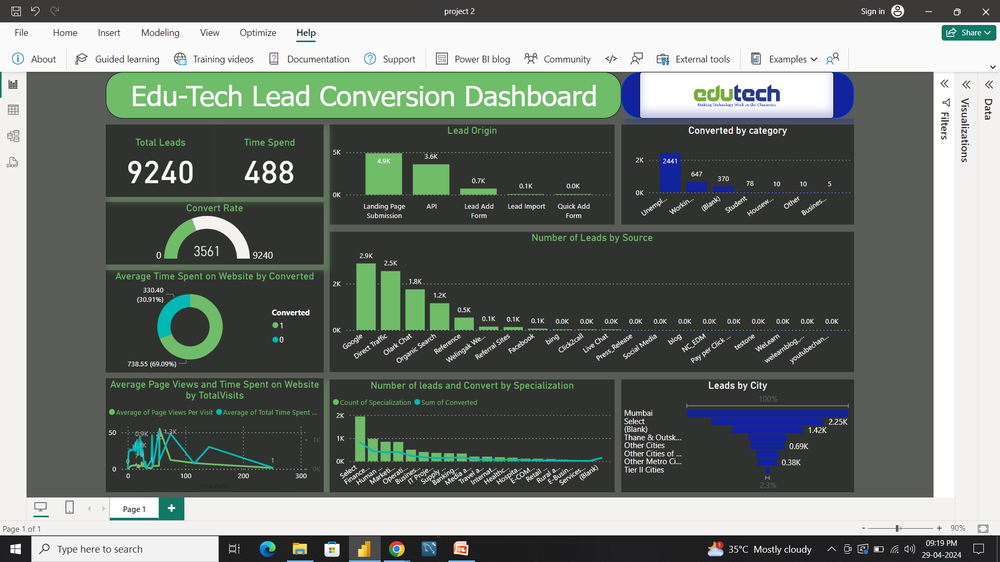 project 2
Sign in
File Home Insert Modeling View Optimize Help
Share
About Guided learning Training videos Documentation Support Power BI blog Community External tools Examples
Edu-Tech Lead Conversion Dashboard
edutech
Making Technology Work in the Classroom
Filters
Visualizations
Data
Total Leads
9240
Time Spend
488
Convert Rate
3561
0
9240
Average Time Spent on Website by Converted
330.40
(30.91%)
738.55 (69.09%)
Converted
1
0
Average Page Views and Time Spent on Website
by TotalVisits
Average of Page Views Per Visit Average of Total Time Spent ...
50
0
0.9K
1.3K
1.1K
7.9
0
1
1K
0K
0 100 200 300
TotalVisits
Lead Origin
5K
0K
4.9K 3.6K 0.7K 0.1K 0.0K
Landing Page
Submission
API
Lead Add
Form
Lead Import
Quick Add
Form
Converted by category
2K
0K
2441 647 370 78 10 10 5
Unempl... Workin... (Blank) Student Housew... Other Busines...
Number of Leads by Source
2K
0K
2.9K 2.5K 1.8K 1.2K 0.5K 0.1K 0.1K 0.1K 0.0K 0.0K 0.0K 0.0K 0.0K 0.0K 0.0K 0.0K 0.0K 0.0K 0.0K 0.0K
Google Direct Traffic Olark Chat Organic Search Reference Welingak We... Referral Sites Facebook bing Click2call Live Chat Press_Release Social Media blog NC_EDM Pay per Click ... testone WeLearn welearnblog_... youtubechan...
Number of leads and Convert by Specialization
Count of Specialization Sum of Converted
2K
1K
0K
Select Finance... Human ... Marketi... Operati... Busines... IT Proje... Supply ... Banking... Media a... Travel a... Internat... Healthc... Hospita... E-COM... Retail ... Rural a... E-Busin... Services... (Blank)
Leads by City
100%
Mumbai
Select 2.25K
(Blank) 1.42K
Thane & Outsk...
Other Cities 0.69K
Other Cities of ...
Other Metro Ci... 0.38K
Tier II Cities
2.3%
Page 1
+
Page 1 of 1
- + 90%
Type here to search
1
35°C Mostly cloudy
09:19 PM
29-04-2024